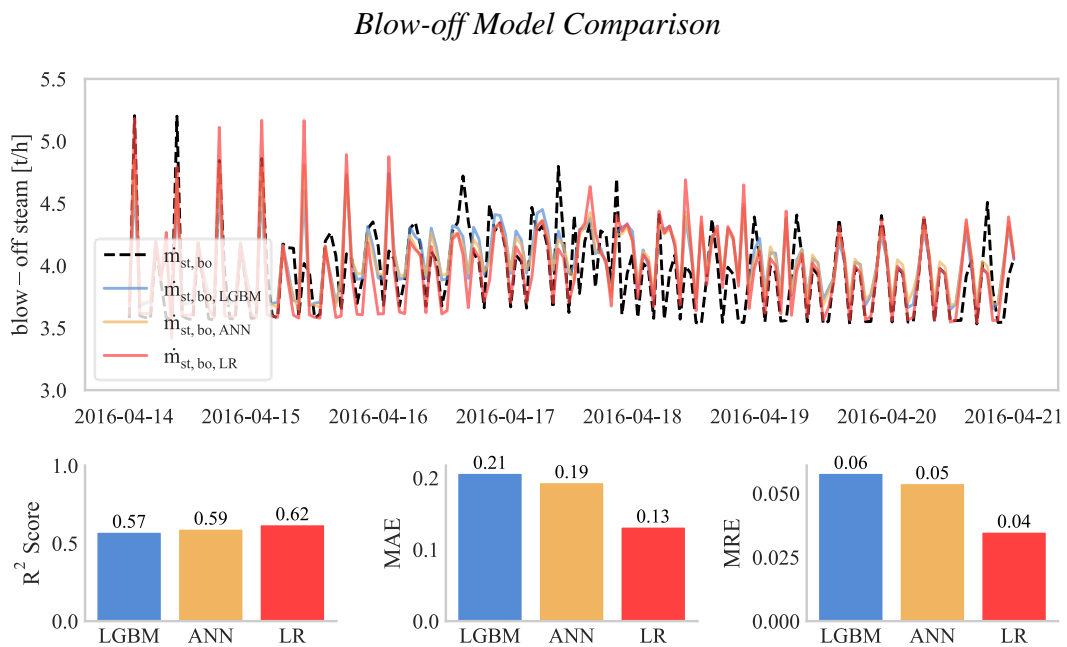 Blow-off Model Comparison
blow−off steam [t/h]
5.5
5.0
4.5
4.0
3.5
3.0
ṁst, bo
ṁst, bo, LGBM
ṁst, bo, ANN
ṁst, bo, LR
2016-04-14 2016-04-15 2016-04-16 2016-04-17 2016-04-18 2016-04-19 2016-04-20 2016-04-21
R² Score
1.0
0.5
0.0
0.57 0.59 0.62
LGBM ANN LR
MAE
0.2
0.1
0.0
0.21 0.19 0.13
LGBM ANN LR
MRE
0.050
0.025
0.000
0.06 0.05 0.04
LGBM ANN LR